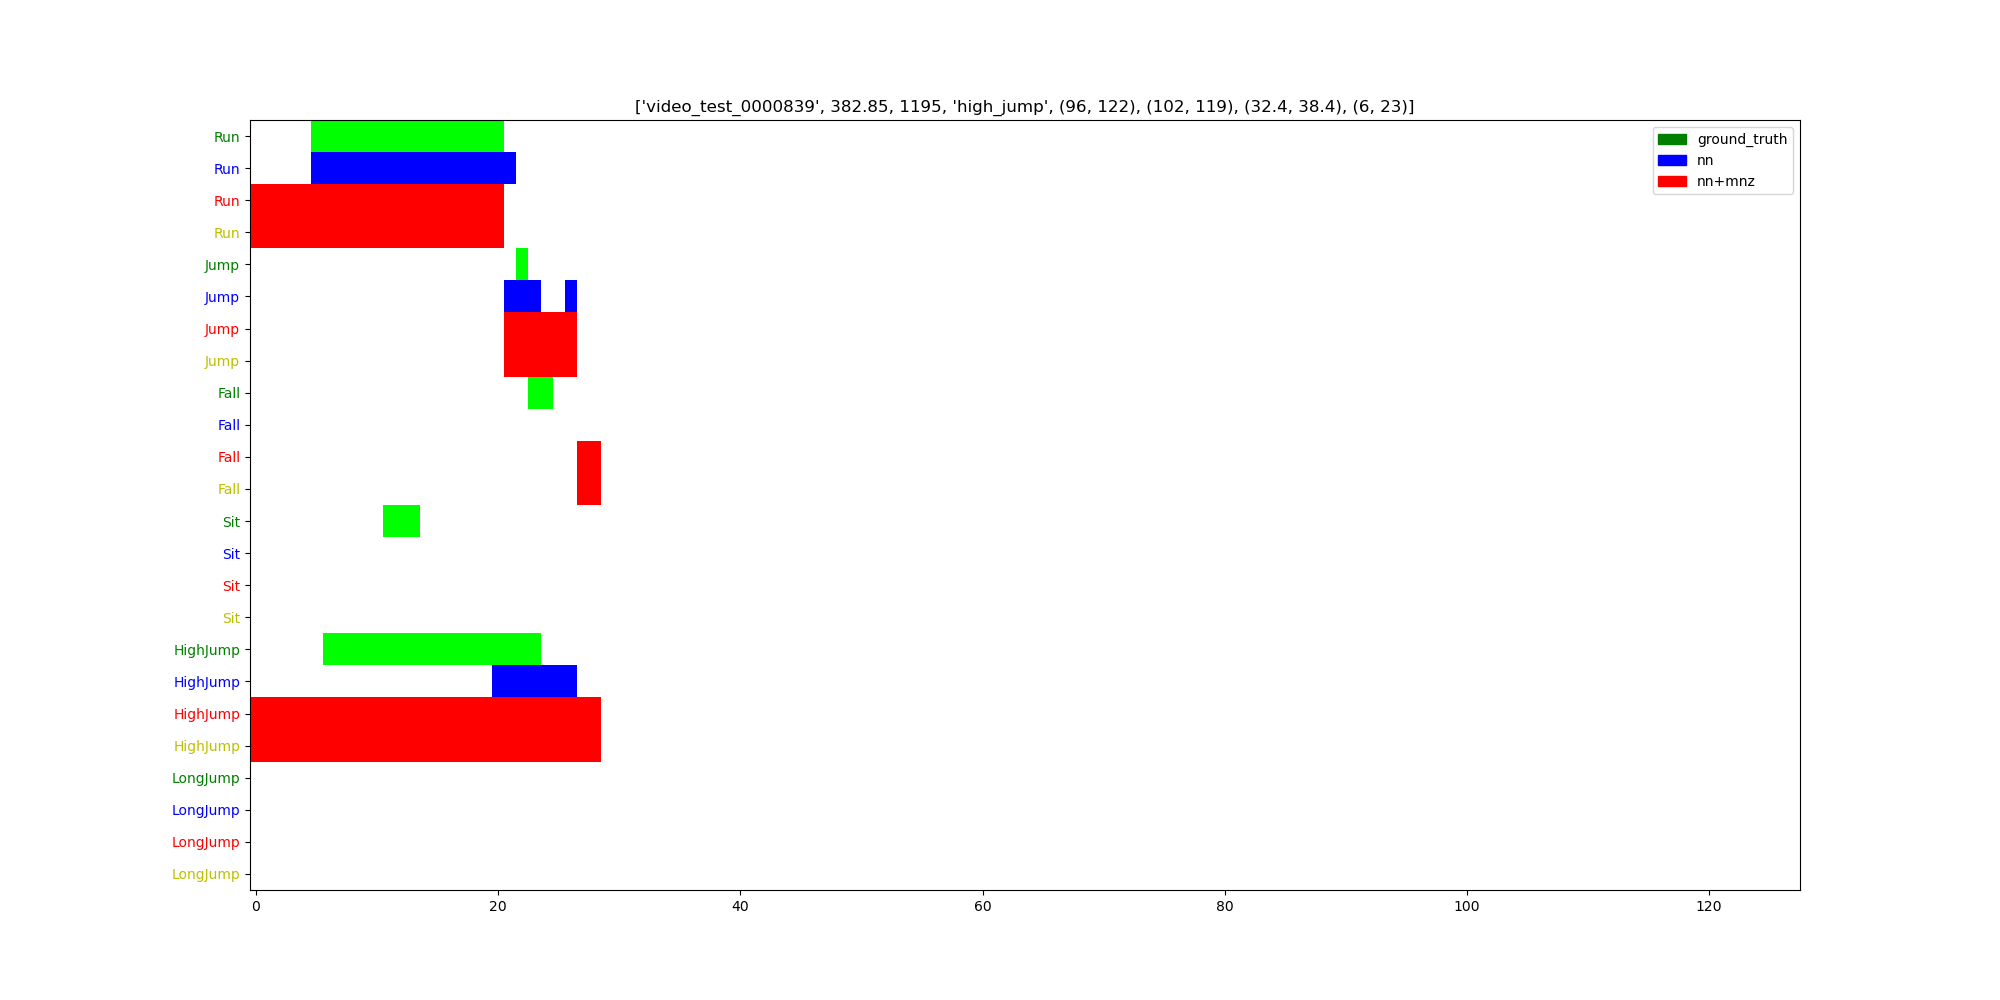 ['video_test_0000839', 382.85, 1195, 'high_jump', (96, 122), (102, 119), (32.4, 38.4), (6, 23)]
ground_truth
nn
nn+mnz
Run
Run
Run
Run
Jump
Jump
Jump
Jump
Fall
Fall
Fall
Fall
Sit
Sit
Sit
Sit
HighJump
HighJump
HighJump
HighJump
LongJump
LongJump
LongJump
LongJump
0 20 40 60 80 100 120